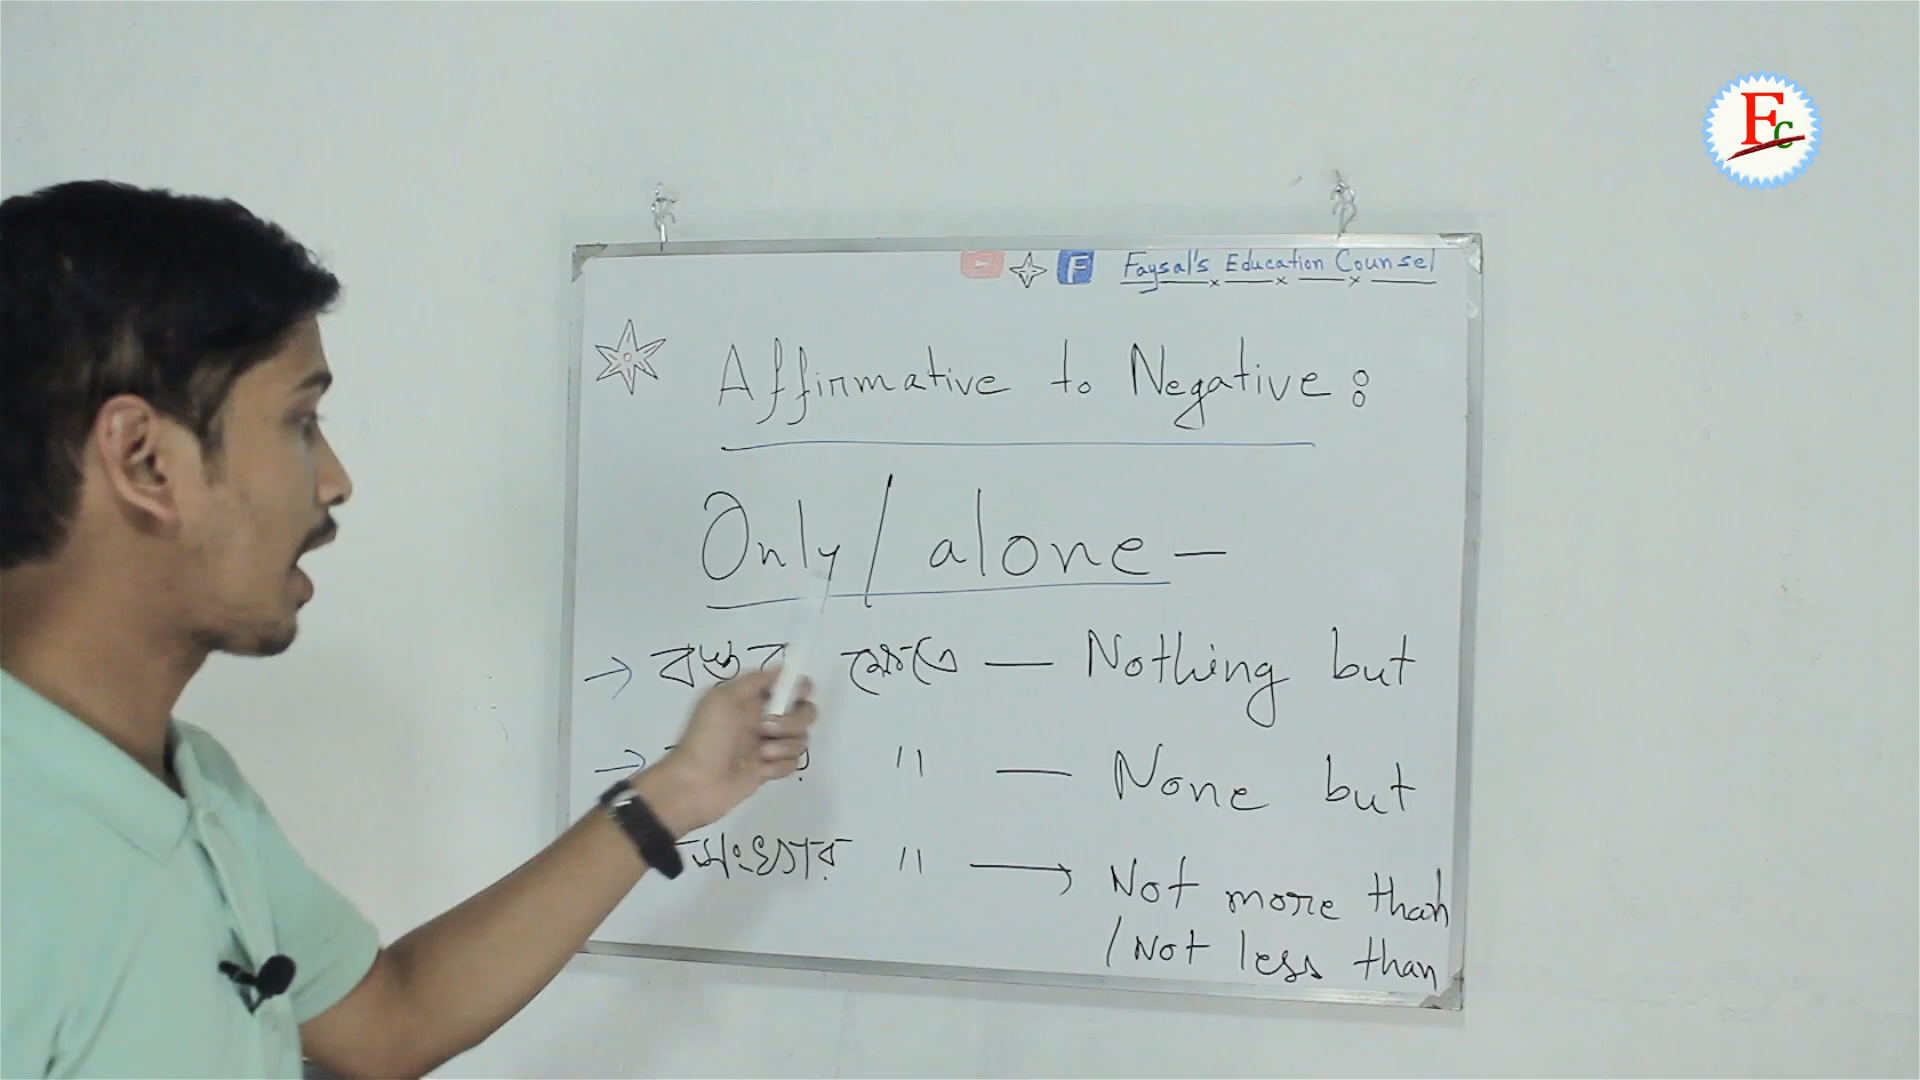 Fc
F Faysal's Education Counsel
Affirmative to Negative:
Only / alone —
→ ক্ষেত্রে — Nothing but
→ " — None but
সংখ্যার " → Not more than
/ Not less than